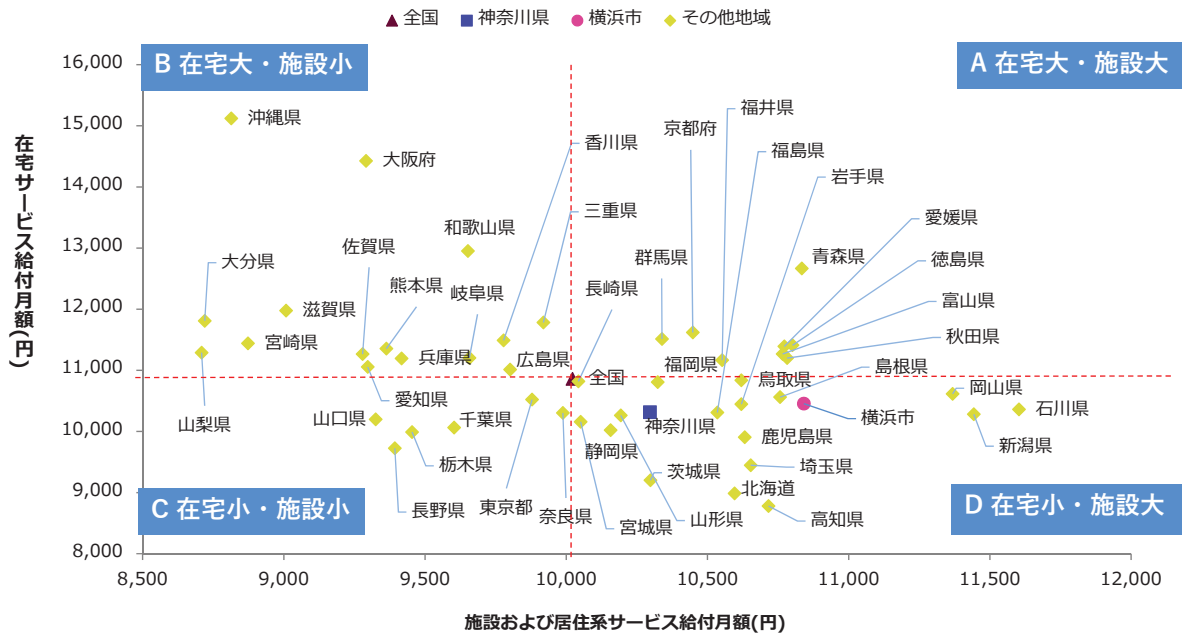 全国 神奈川県 横浜市 その他地域
B 在宅大・施設小
A 在宅大・施設大
C 在宅小・施設小
D 在宅小・施設大
在宅サービス給付月額(円)
16,000
15,000
14,000
13,000
12,000
11,000
10,000
9,000
8,000
沖縄県
大阪府
和歌山県
香川県
三重県
福井県
京都府
福島県
岩手県
愛媛県
徳島県
富山県
秋田県
島根県
青森県
群馬県
長崎県
佐賀県
大分県
滋賀県
熊本県
岐阜県
宮崎県
兵庫県
広島県
全国
福岡県
鳥取県
岡山県
石川県
新潟県
横浜市
神奈川県
鹿児島県
埼玉県
北海道
高知県
茨城県
静岡県
山形県
宮城県
奈良県
東京都
千葉県
栃木県
長野県
山口県
愛知県
山梨県
8,500 9,000 9,500 10,000 10,500 11,000 11,500 12,000
施設および居住系サービス給付月額(円)